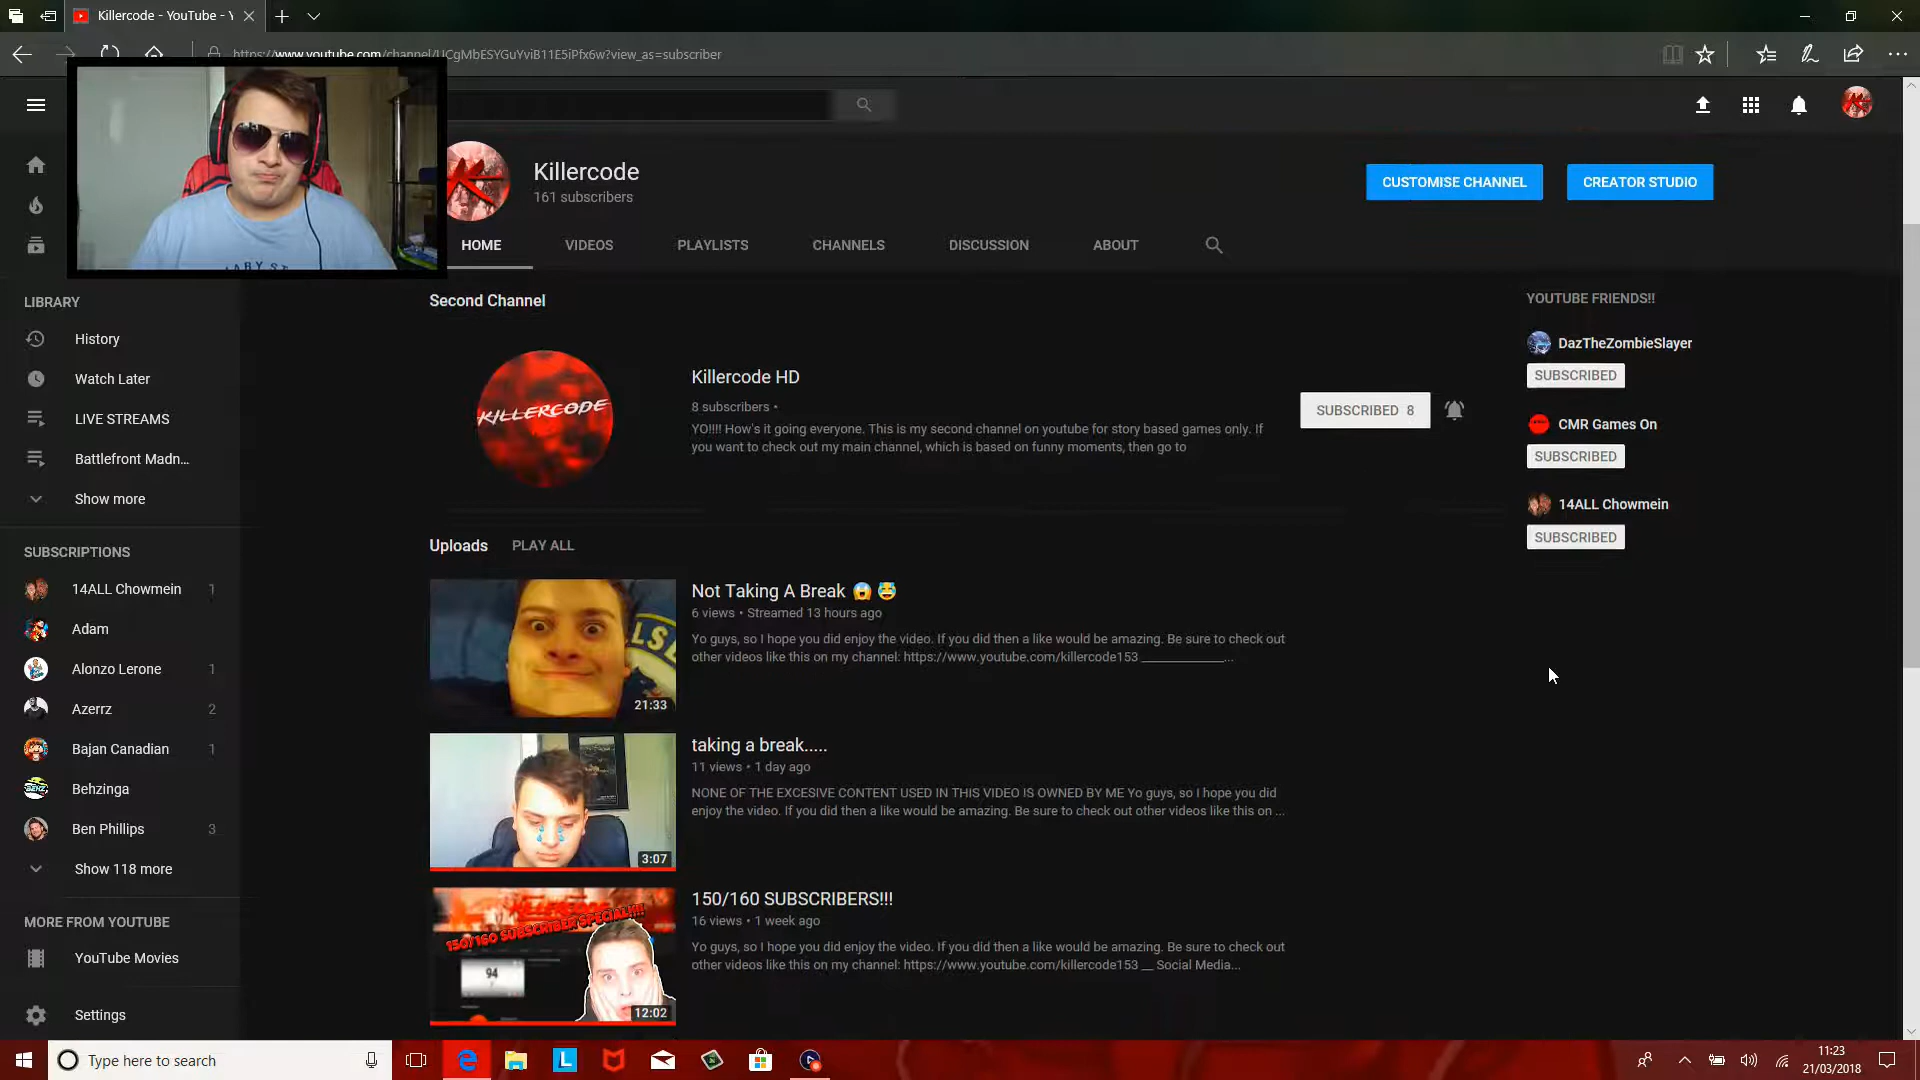 Killercode - YouTube - Y
https://www.youtube.com/channel/UCgMbESYGuYviB11E5iPfx6w?view_as=subscriber
Killercode
161 subscribers
CUSTOMISE CHANNEL
CREATOR STUDIO
HOME
VIDEOS
PLAYLISTS
CHANNELS
DISCUSSION
ABOUT
LIBRARY
History
Watch Later
LIVE STREAMS
Battlefront Madn...
Show more
SUBSCRIPTIONS
14ALL Chowmein 1
Adam
Alonzo Lerone 1
Azerrz 2
Bajan Canadian 1
Behzinga
Ben Phillips 3
Show 118 more
MORE FROM YOUTUBE
YouTube Movies
Settings
Second Channel
KILLERCODE
Killercode HD
8 subscribers •
YO!!!! How's it going everyone. This is my second channel on youtube for story based games only. If
you want to check out my main channel, which is based on funny moments, then go to
SUBSCRIBED 8
Uploads PLAY ALL
21:33
Not Taking A Break 😱 😅
6 views • Streamed 13 hours ago
Yo guys, so I hope you did enjoy the video. If you did then a like would be amazing. Be sure to check out
other videos like this on my channel: https://www.youtube.com/killercode153 ______________...
3:07
taking a break.....
11 views • 1 day ago
NONE OF THE EXCESIVE CONTENT USED IN THIS VIDEO IS OWNED BY ME Yo guys, so I hope you did
enjoy the video. If you did then a like would be amazing. Be sure to check out other videos like this on ...
150/160 SUBSCRIBER SPECIAL!!!!
94
12:02
150/160 SUBSCRIBERS!!!
16 views • 1 week ago
Yo guys, so I hope you did enjoy the video. If you did then a like would be amazing. Be sure to check out
other videos like this on my channel: https://www.youtube.com/killercode153 __ Social Media...
YOUTUBE FRIENDS!!
DazTheZombieSlayer
SUBSCRIBED
CMR Games On
SUBSCRIBED
14ALL Chowmein
SUBSCRIBED
Type here to search
11:23
21/03/2018